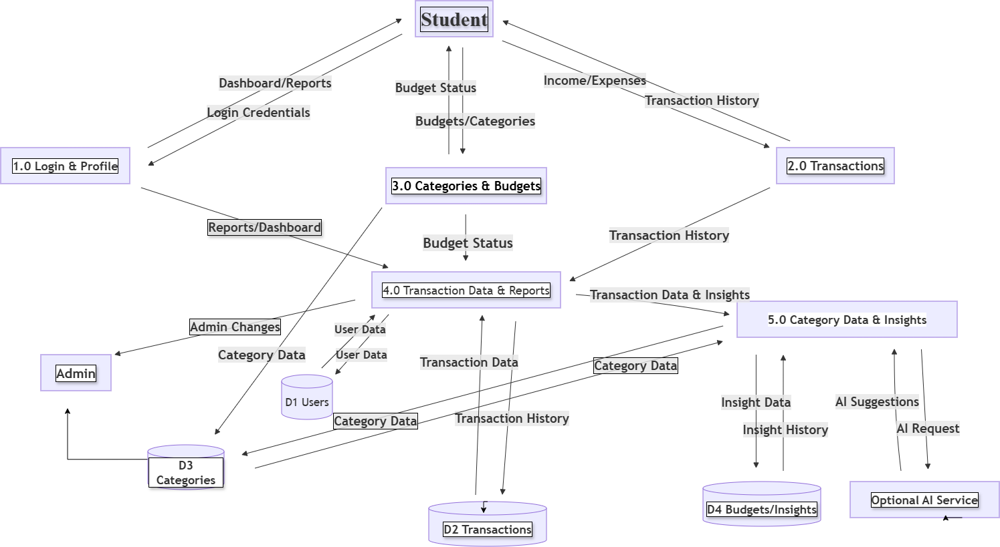 Student
Dashboard/Reports
Login Credentials
Budget Status
Budgets/Categories
Income/Expenses
Transaction History
1.0 Login & Profile
3.0 Categories & Budgets
2.0 Transactions
Reports/Dashboard
Budget Status
Transaction History
4.0 Transaction Data & Reports
Transaction Data & Insights
5.0 Category Data & Insights
Admin Changes
User Data
User Data
Category Data
Transaction Data
Category Data
Admin
D1 Users
Category Data
Transaction History
Insight Data
Insight History
AI Suggestions
AI Request
D3
Categories
D2 Transactions
D4 Budgets/Insights
Optional AI Service